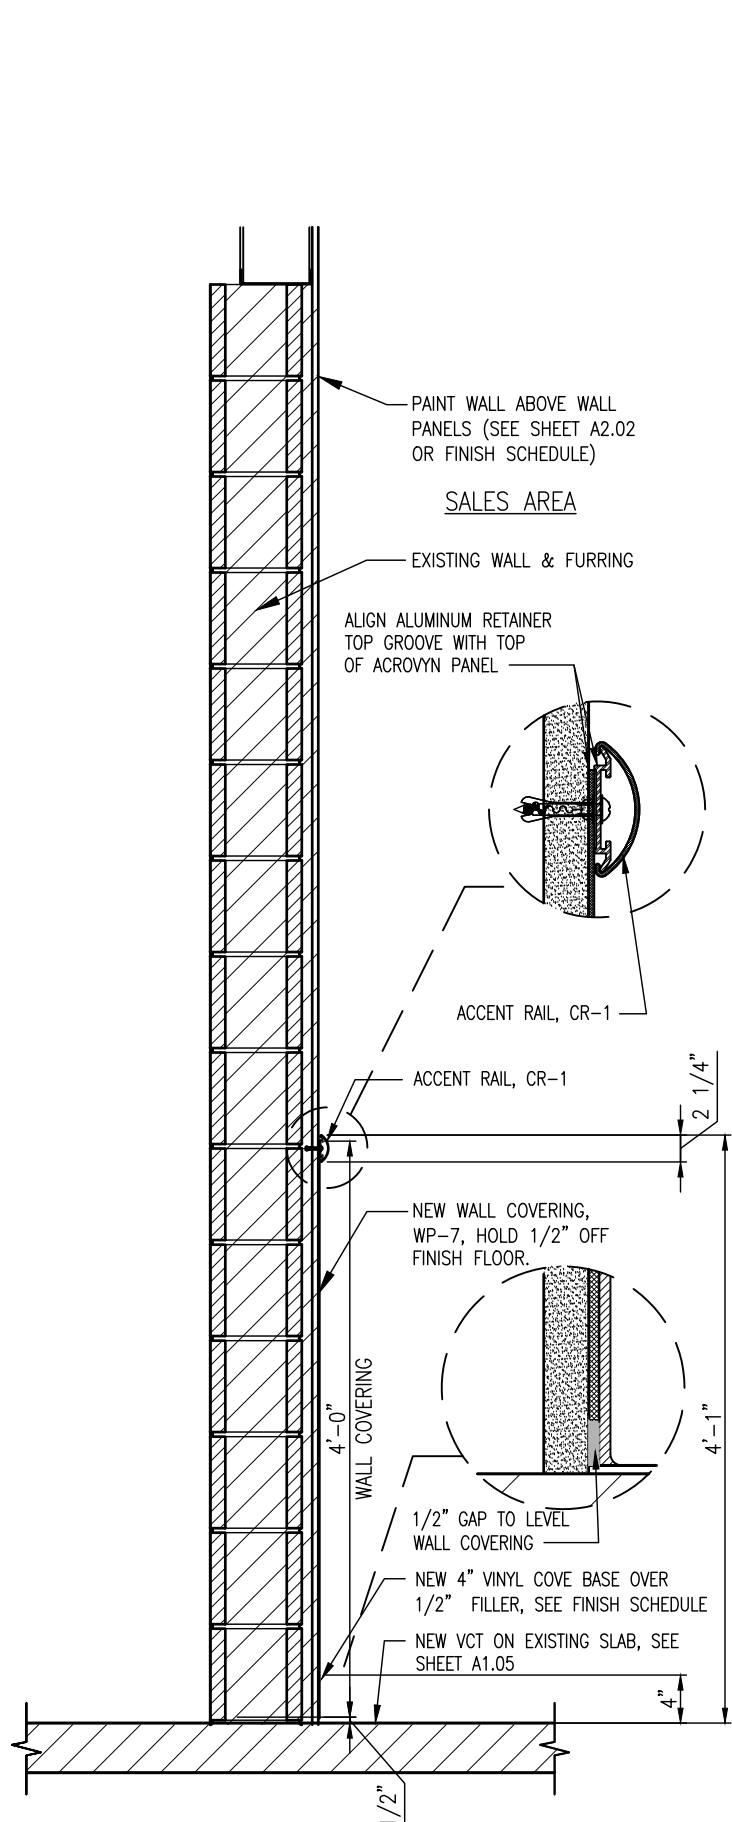 PAINT WALL ABOVE WALL
PANELS (SEE SHEET A2.02
OR FINISH SCHEDULE)
SALES AREA
EXISTING WALL & FURRING
ALIGN ALUMINUM RETAINER
TOP GROOVE WITH TOP
OF ACROVYN PANEL
ACCENT RAIL, CR-1
ACCENT RAIL, CR-1
2 1/4"
NEW WALL COVERING,
WP-7, HOLD 1/2" OFF
FINISH FLOOR.
4'-0"
WALL COVERING
4'-1"
1/2" GAP TO LEVEL
WALL COVERING
NEW 4" VINYL COVE BASE OVER
1/2" FILLER, SEE FINISH SCHEDULE
NEW VCT ON EXISTING SLAB, SEE
SHEET A1.05
4"